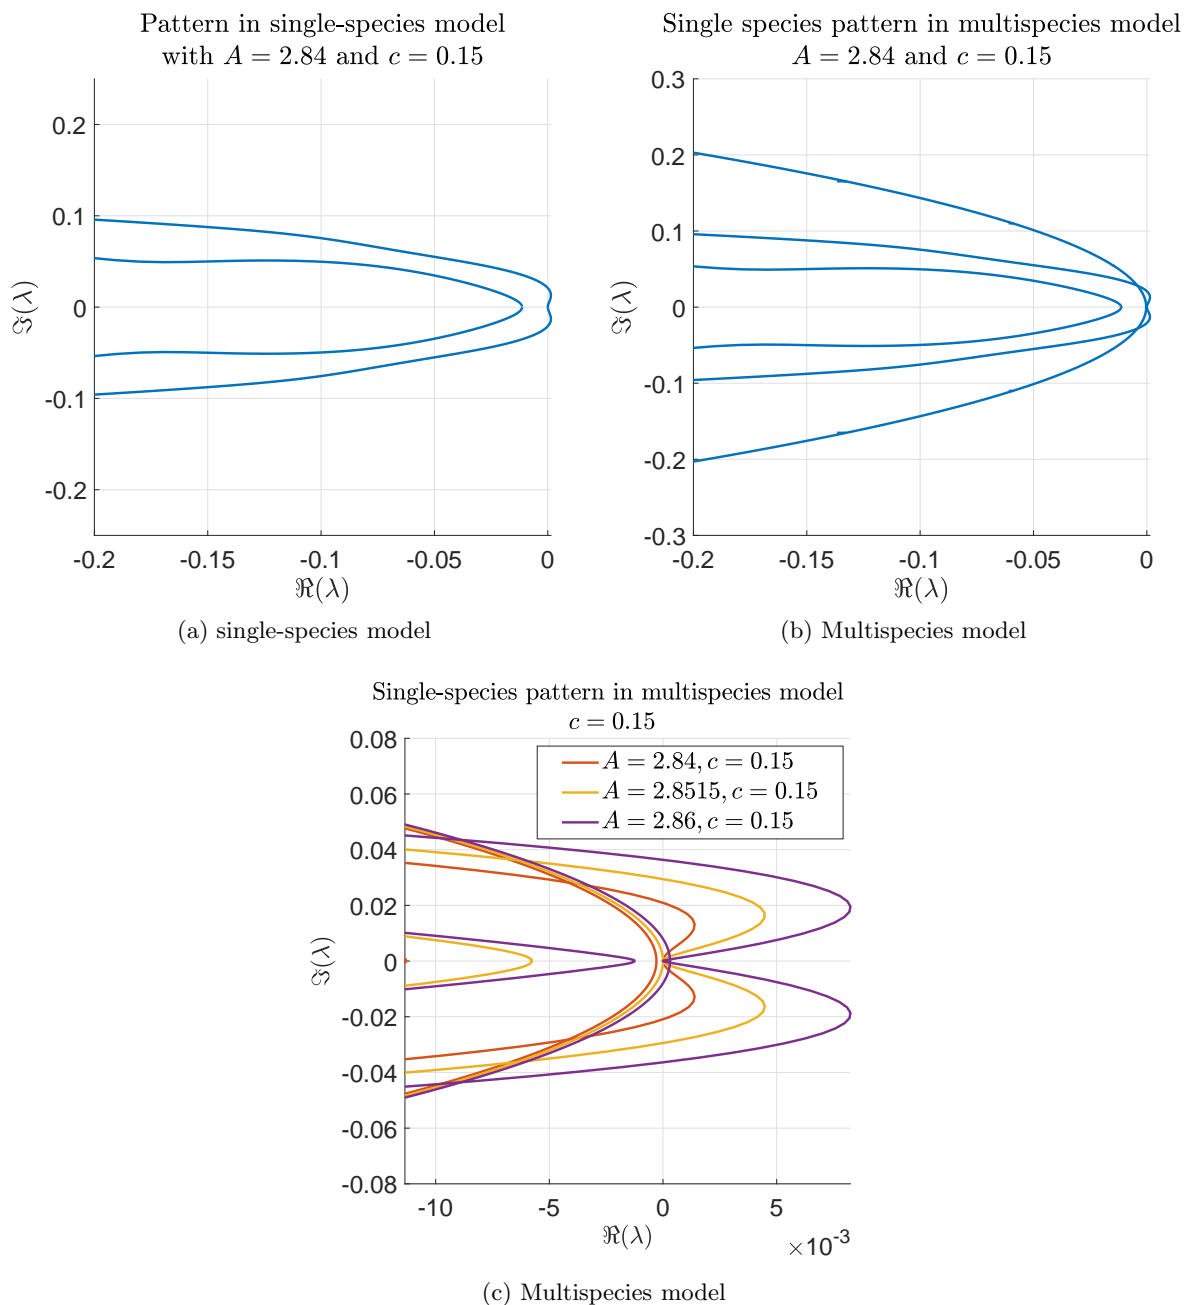 Pattern in single-species model
with A = 2.84 and c = 0.15
0.2
0.1
0
-0.1
-0.2
ℑ(λ)
-0.2 -0.15 -0.1 -0.05 0
ℜ(λ)
(a) single-species model
Single species pattern in multispecies model
A = 2.84 and c = 0.15
0.3
0.2
0.1
0
-0.1
-0.2
-0.3
ℑ(λ)
-0.2 -0.15 -0.1 -0.05 0
ℜ(λ)
(b) Multispecies model
Single-species pattern in multispecies model
c = 0.15
A = 2.84, c = 0.15
A = 2.8515, c = 0.15
A = 2.86, c = 0.15
0.08
0.06
0.04
0.02
0
-0.02
-0.04
-0.06
-0.08
ℑ(λ)
-10 -5 0 5
ℜ(λ)
×10⁻³
(c) Multispecies model